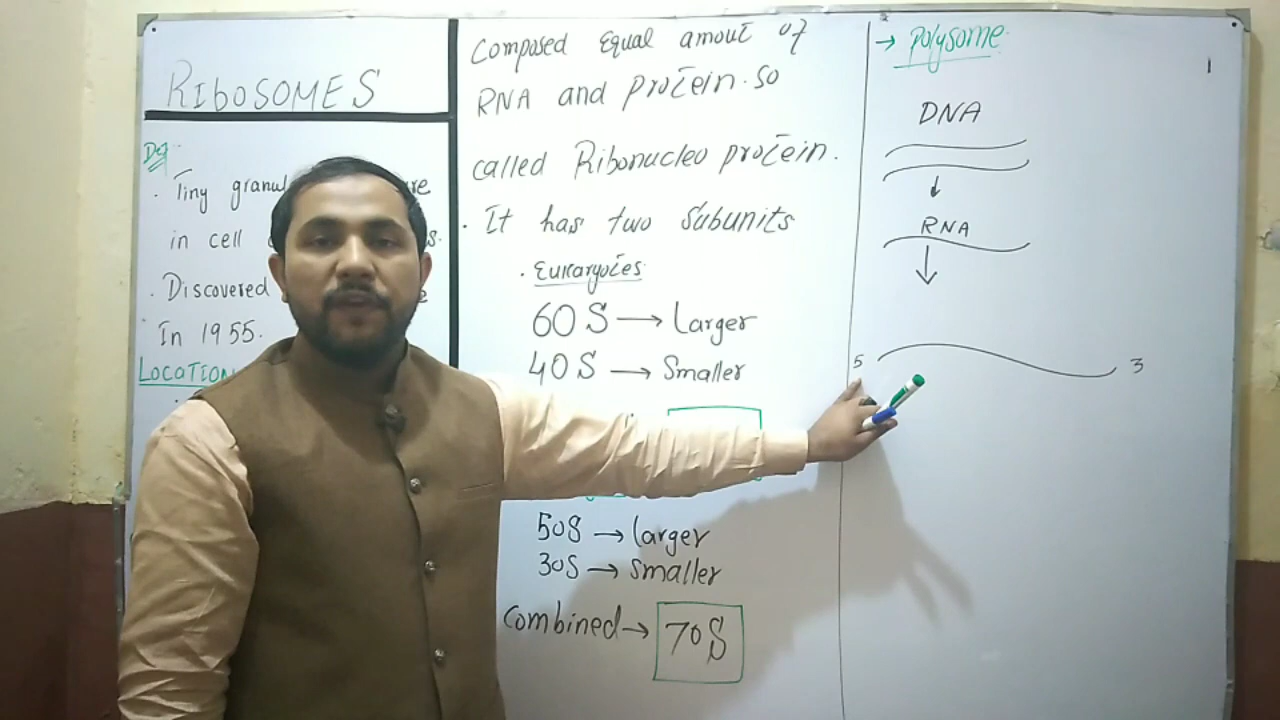 RIBOSOMES
Def
. Tiny granul
in cell
. Discovered
In 1955.
LOCATION
Composed Equal amout of
RNA and protein. so
called Ribonucleo protein.
. It has two Subunits
. Eukaryotes
60 S → Larger
40 S → Smaller
50S → larger
30S → smaller
Combined → 70S
→ Polysome
DNA
↓
RNA
↓
5 3
1